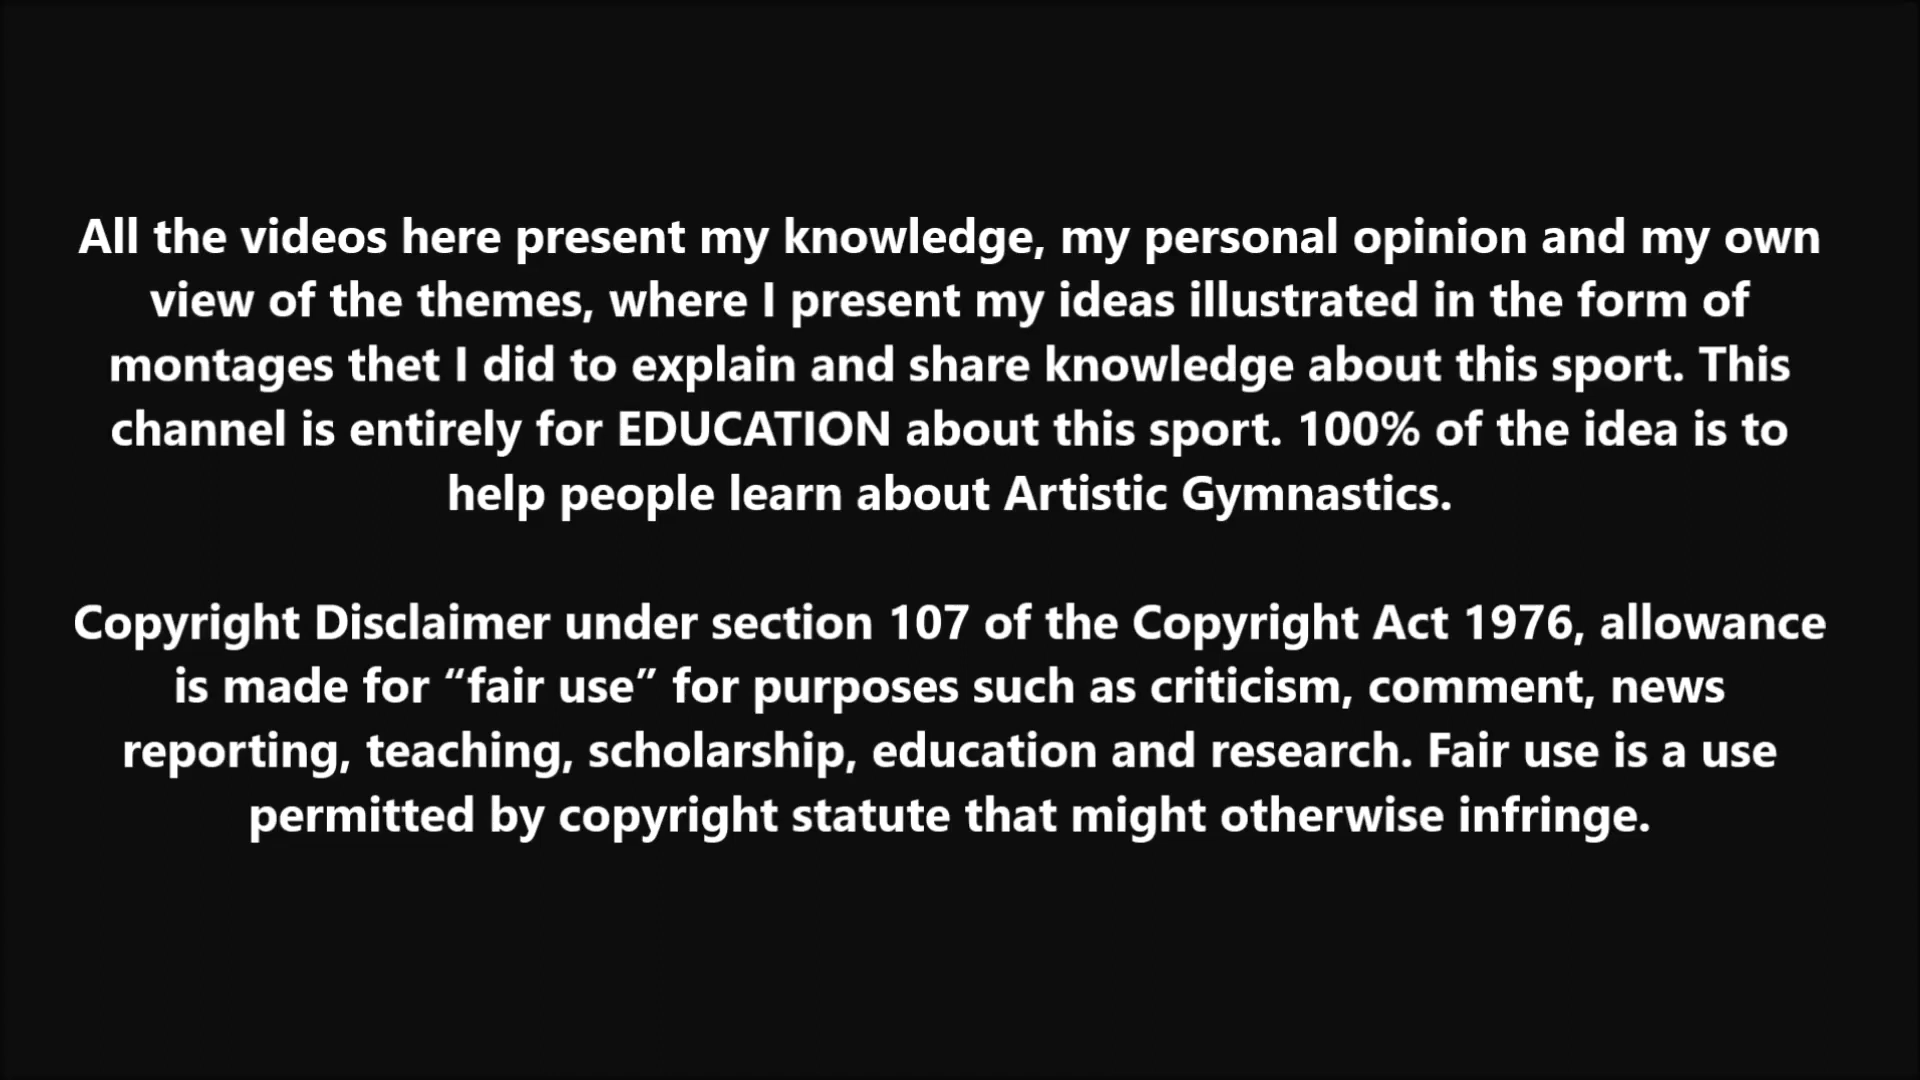 All the videos here present my knowledge, my personal opinion and my own
view of the themes, where I present my ideas illustrated in the form of
montages thet I did to explain and share knowledge about this sport. This
channel is entirely for EDUCATION about this sport. 100% of the idea is to
help people learn about Artistic Gymnastics.
Copyright Disclaimer under section 107 of the Copyright Act 1976, allowance
is made for “fair use” for purposes such as criticism, comment, news
reporting, teaching, scholarship, education and research. Fair use is a use
permitted by copyright statute that might otherwise infringe.